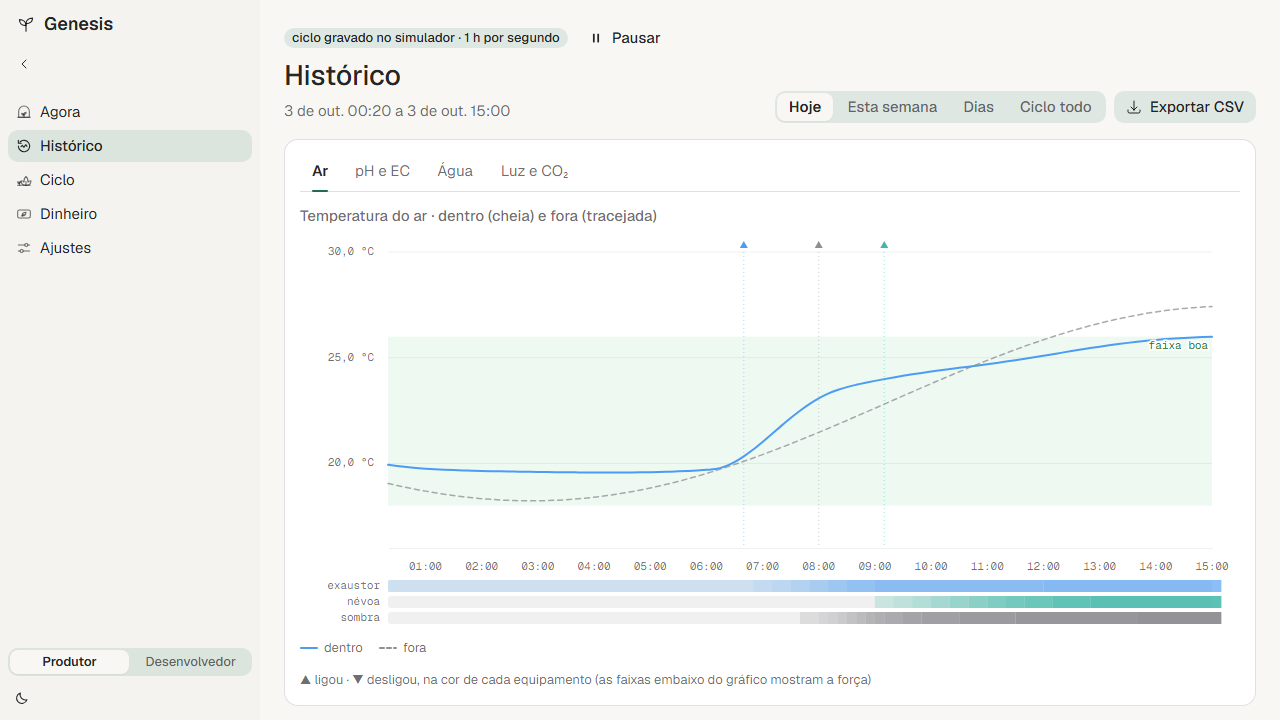 Genesis
Agora
Histórico
Ciclo
Dinheiro
Ajustes
Produtor
Desenvolvedor
ciclo gravado no simulador · 1 h por segundo
Pausar
Histórico
3 de out. 00:20 a 3 de out. 15:00
Hoje
Esta semana
Dias
Ciclo todo
Exportar CSV
Ar
pH e EC
Água
Luz e CO₂
Temperatura do ar · dentro (cheia) e fora (tracejada)
30,0 °C
25,0 °C
20,0 °C
faixa boa
01:00 02:00 03:00 04:00 05:00 06:00 07:00 08:00 09:00 10:00 11:00 12:00 13:00 14:00 15:00
exaustor
névoa
sombra
dentro
fora
▲ ligou · ▼ desligou, na cor de cada equipamento (as faixas embaixo do gráfico mostram a força)